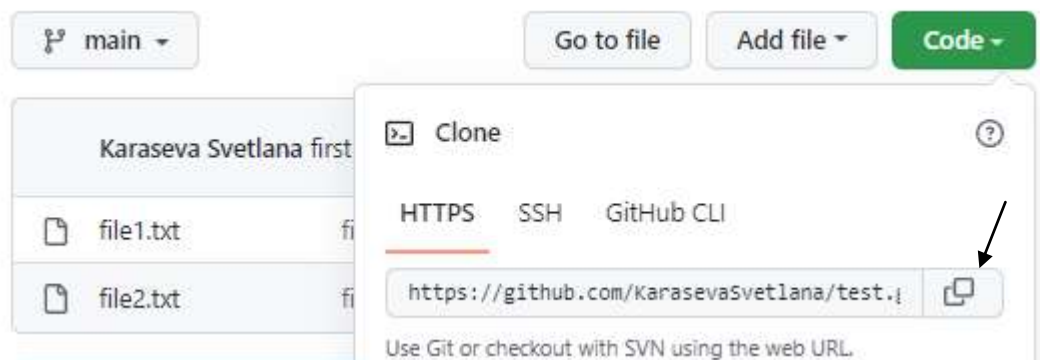 main
Go to file
Add file
Code
Clone
Karaseva Svetlana first
HTTPS SSH GitHub CLI
file1.txt
https://github.com/KarasevaSvetlana/test.
file2.txt
Use Git or checkout with SVN using the web URL.